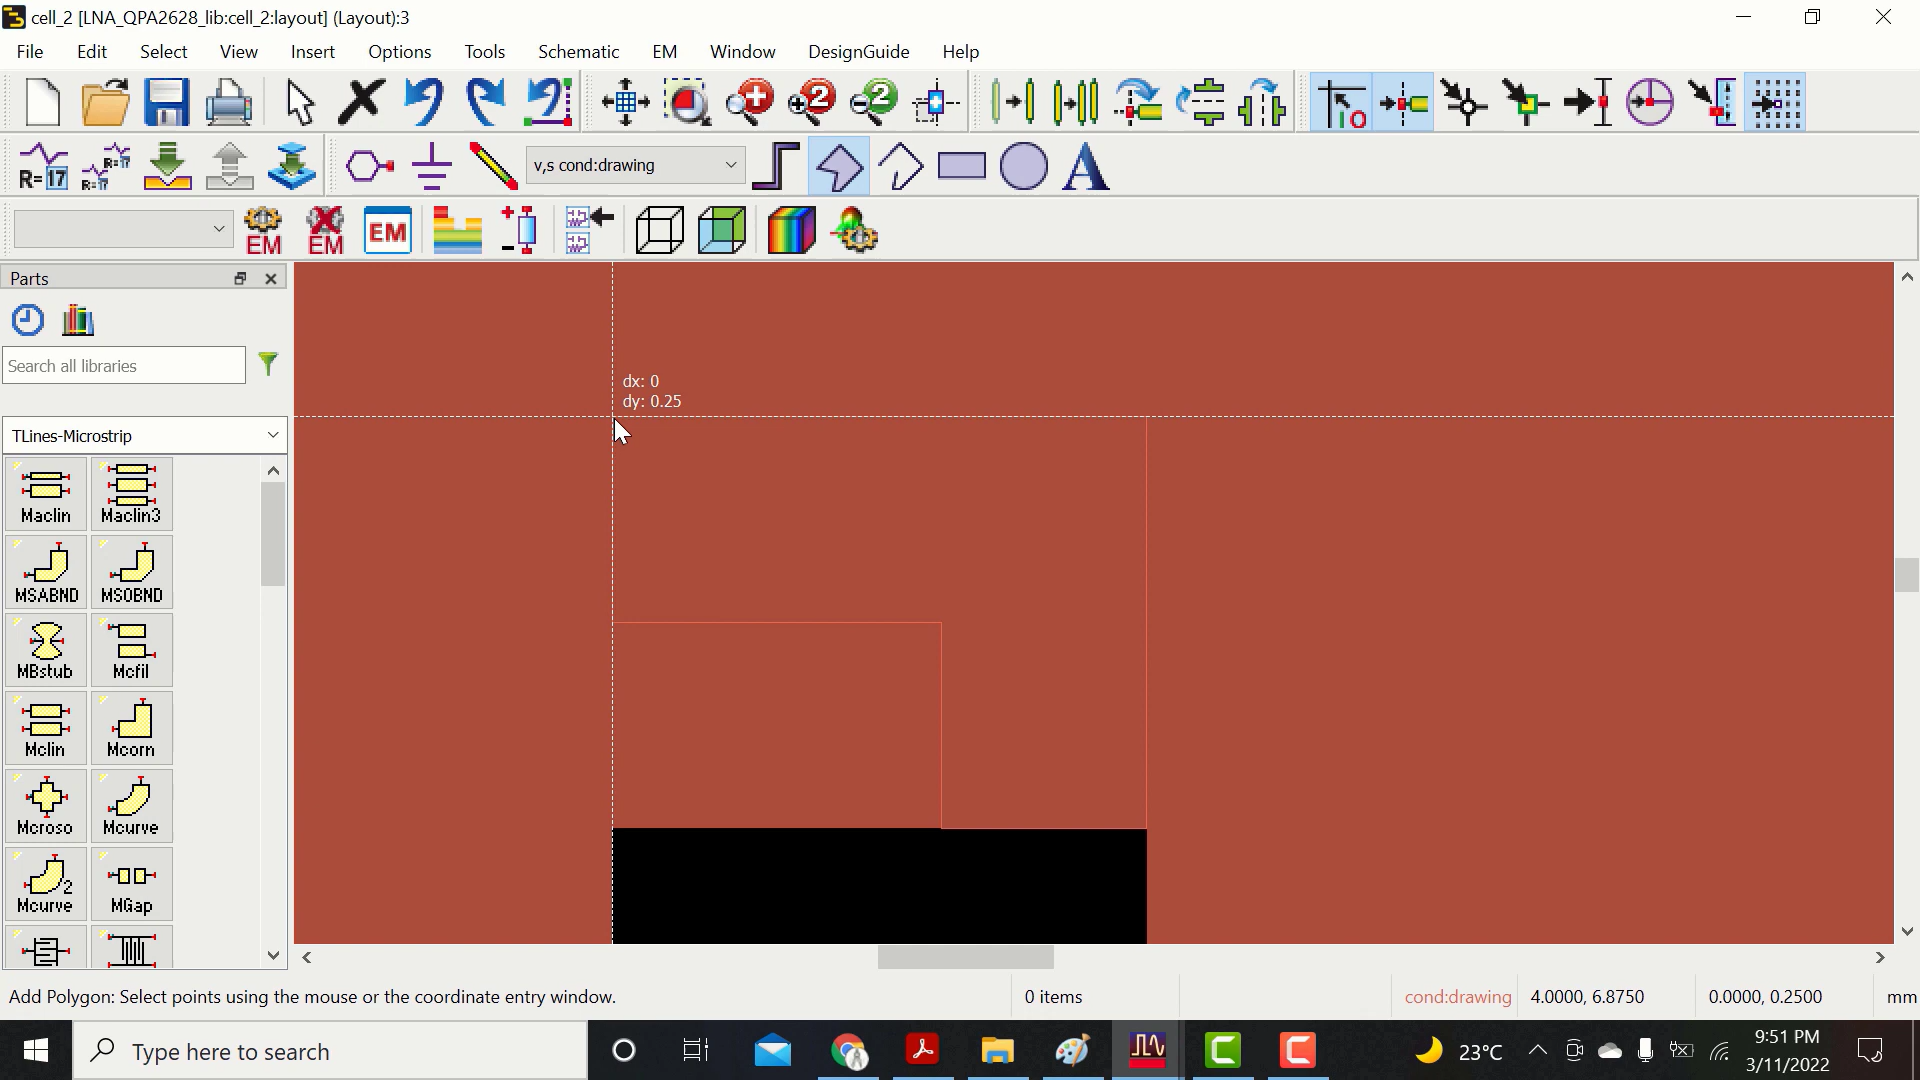 cell_2 [LNA_QPA2628_lib:cell_2:layout] (Layout):3
File Edit Select View Insert Options Tools Schematic EM Window DesignGuide Help
v,s cond:drawing
EM EM EM
Parts
Search all libraries
TLines-Microstrip
Maclin Maclin3
MSABND MSOBND
MBstub Mcfil
Mclin Mcorn
Mcroso Mcurve
Mcurve MGap
dx: 0
dy: 0.25
Add Polygon: Select points using the mouse or the coordinate entry window.
0 items
cond:drawing 4.0000, 6.8750 0.0000, 0.2500 mm
Type here to search
23°C
9:51 PM
3/11/2022